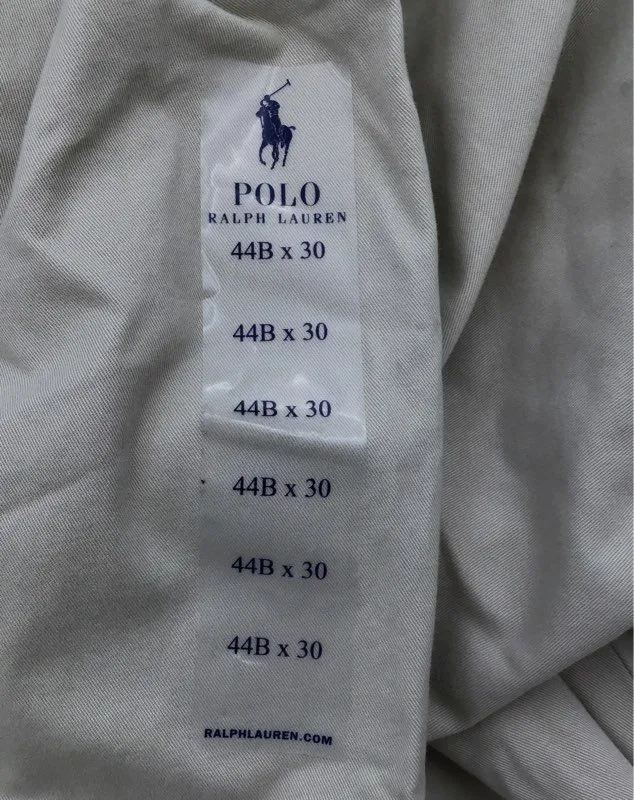 POLO
RALPH LAUREN
44B x 30
44B x 30
44B x 30
44B x 30
44B x 30
44B x 30
RALPHLAUREN.COM